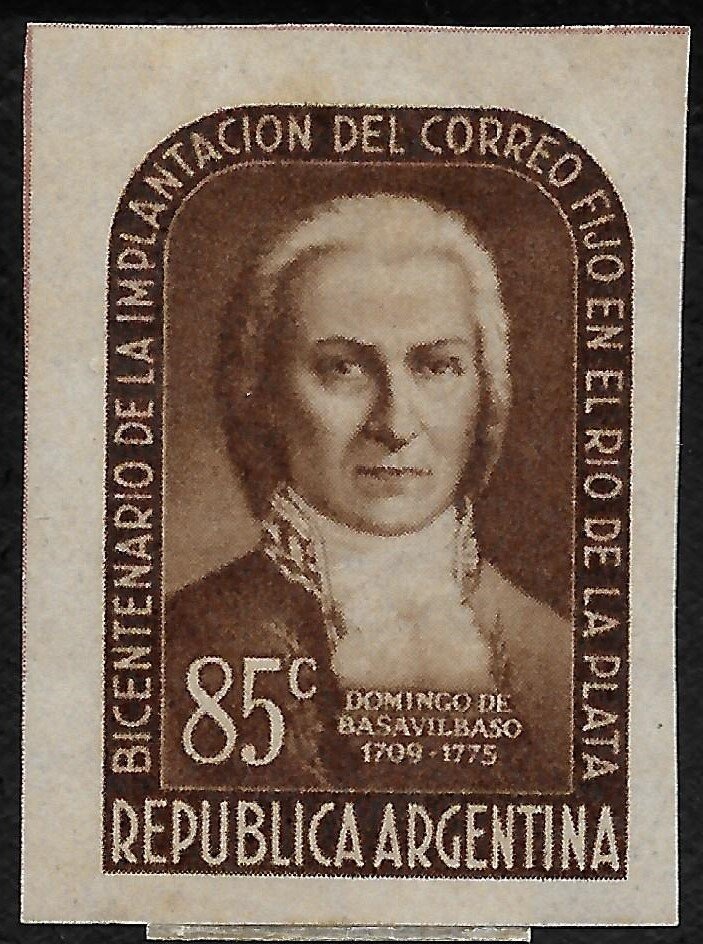 BICENTENARIO DE LA IMPLANTACION DEL CORREO FIJO EN EL RIO DE LA PLATA
85c
DOMINGO DE
BASAVILBASO
1709-1775
REPUBLICA ARGENTINA